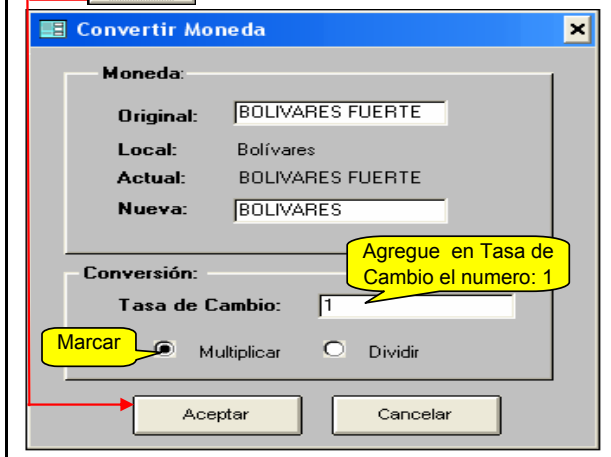 Convertir Moneda
Moneda:
Original: BOLIVARES FUERTE
Local: Bolívares
Actual: BOLIVARES FUERTE
Nueva: BOLIVARES
Agregue en Tasa de
Cambio el numero: 1
Conversión:
Tasa de Cambio: 1
Marcar
Multiplicar Dividir
Aceptar Cancelar